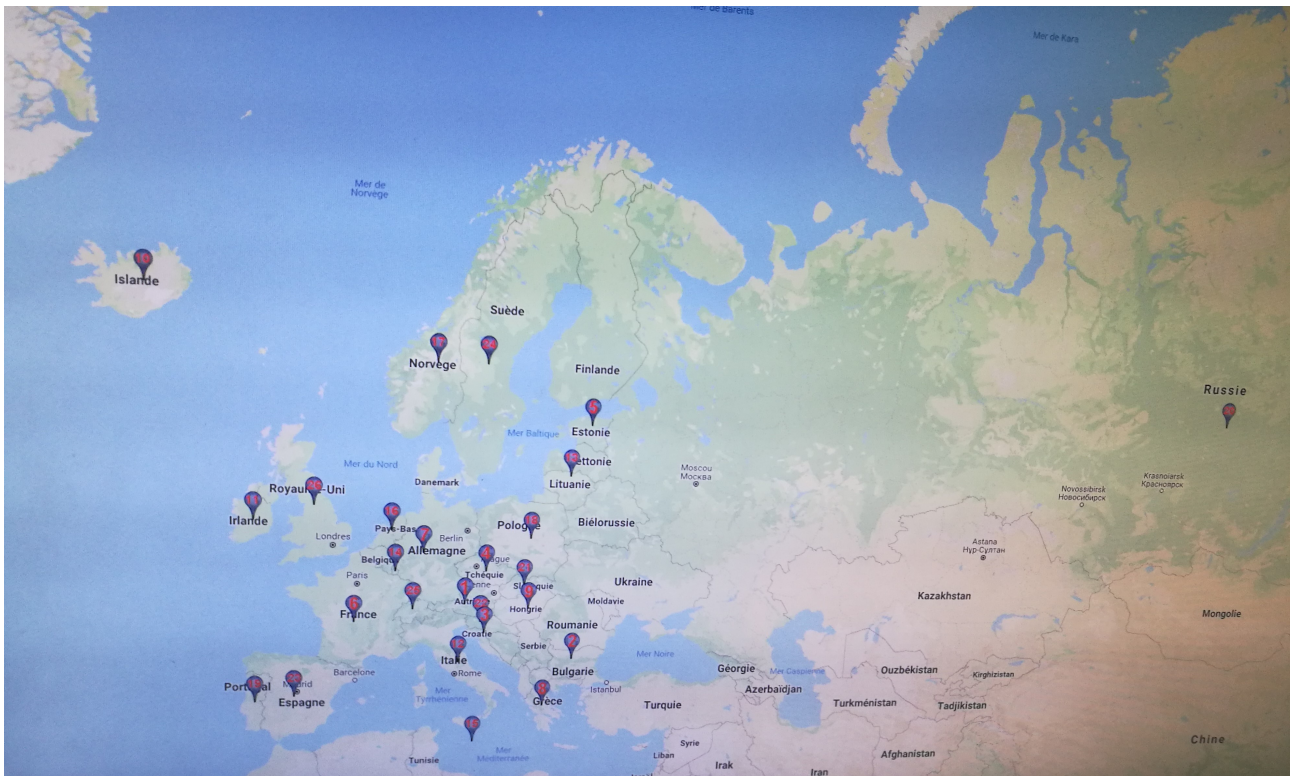 Mer de Barents
Mer de Kara
Mer de
Norvège
Islande
Suède
Norvège
Finlande
Russie
Estonie
Mer Baltique
Lettonie
Mer du Nord
Moscou
Москва
Danemark
Lituanie
Royaume-Uni
Krasnoïarsk
Красноярск
Novossibirsk
Новосибирск
Irlande
Pays-Bas
Pologne
Biélorussie
Londres
Berlin
Astana
Нур-Султан
Belgique
Allemagne
Prague
Paris
Tchéquie
Slovaquie
Ukraine
Kazakhstan
Vienne
Autriche
Hongrie
Moldavie
Mongolie
France
Roumanie
Croatie
Serbie
Mer Noire
Italie
Bulgarie
Géorgie
Mer Caspienne
Ouzbékistan
Kirghizistan
Barcelone
Rome
Portugal
Madrid
Espagne
Istanbul
Azerbaïdjan
Mer
Tyrrhénienne
Grèce
Turquie
Turkménistan
Tadjikistan
Chine
Syrie
Mer
Méditerranée
Tunisie
Liban
Irak
Afghanistan
Iran